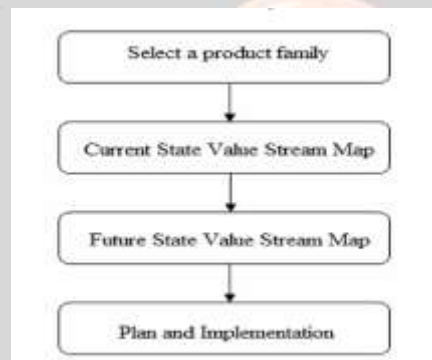 Select a product family
Current State Value Stream Map
Future State Value Stream Map
Plan and Implementation